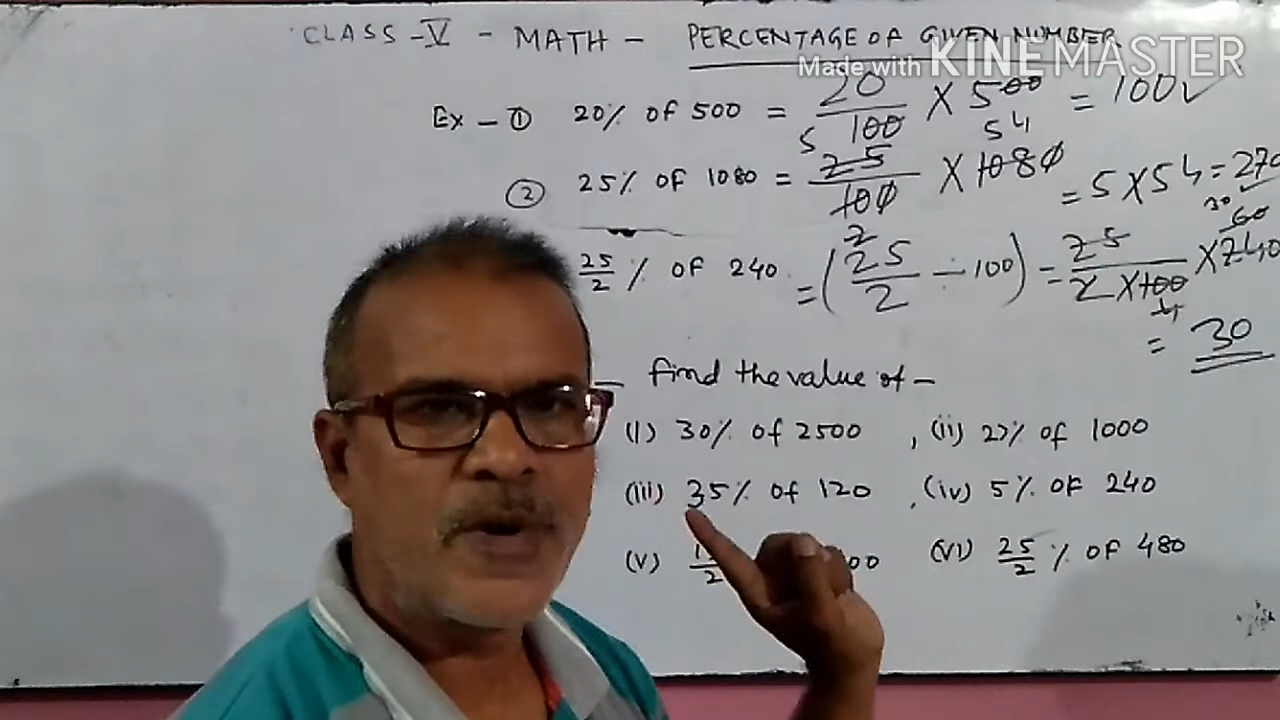 CLASS-V - MATH - PERCENTAGE OF GIVEN NUMBER.
Made with KINEMASTER
Ex - ① 20% of 500 = 20/100 X 500 = 100
② 25% OF 1080 = 25/100 X 1080 = 5 X 54 = 270
25/2 % OF 240 = (25/2 ÷ 100) = 25/2 X 100 X 240
= 30
find the value of -
(i) 30% of 2500 , (ii) 27% of 1000
(iii) 35% of 120 , (iv) 5% OF 240
(v) (vi) 25/2 % OF 480